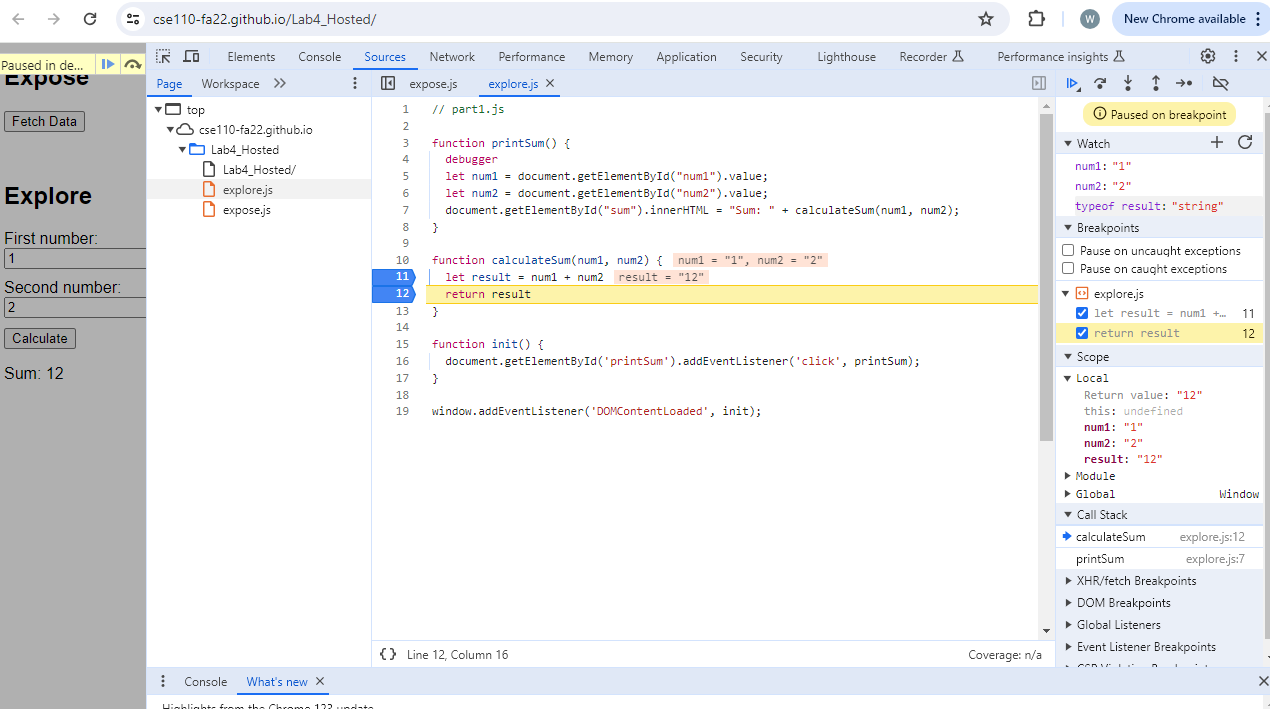 cse110-fa22.github.io/Lab4_Hosted/
W
New Chrome available
Paused in de...
Elements Console Sources Network Performance Memory Application Security Lighthouse Recorder Performance insights
Page Workspace
expose.js explore.js
Expose
Fetch Data
Explore
First number:
1
Second number:
2
Calculate
Sum: 12
top
cse110-fa22.github.io
Lab4_Hosted
Lab4_Hosted/
explore.js
expose.js
1 // part1.js
2
3 function printSum() {
4 debugger
5 let num1 = document.getElementById("num1").value;
6 let num2 = document.getElementById("num2").value;
7 document.getElementById("sum").innerHTML = "Sum: " + calculateSum(num1, num2);
8 }
9
10 function calculateSum(num1, num2) { num1 = "1", num2 = "2"
11 let result = num1 + num2 result = "12"
12 return result
13 }
14
15 function init() {
16 document.getElementById('printSum').addEventListener('click', printSum);
17 }
18
19 window.addEventListener('DOMContentLoaded', init);
{} Line 12, Column 16
Coverage: n/a
Paused on breakpoint
Watch
num1: "1"
num2: "2"
typeof result: "string"
Breakpoints
Pause on uncaught exceptions
Pause on caught exceptions
explore.js
let result = num1 +… 11
return result 12
Scope
Local
Return value: "12"
this: undefined
num1: "1"
num2: "2"
result: "12"
Module
Global Window
Call Stack
calculateSum explore.js:12
printSum explore.js:7
XHR/fetch Breakpoints
DOM Breakpoints
Global Listeners
Event Listener Breakpoints
CSP Violation Breakpoints
Console What's new
Highlights from the Chrome 123 update